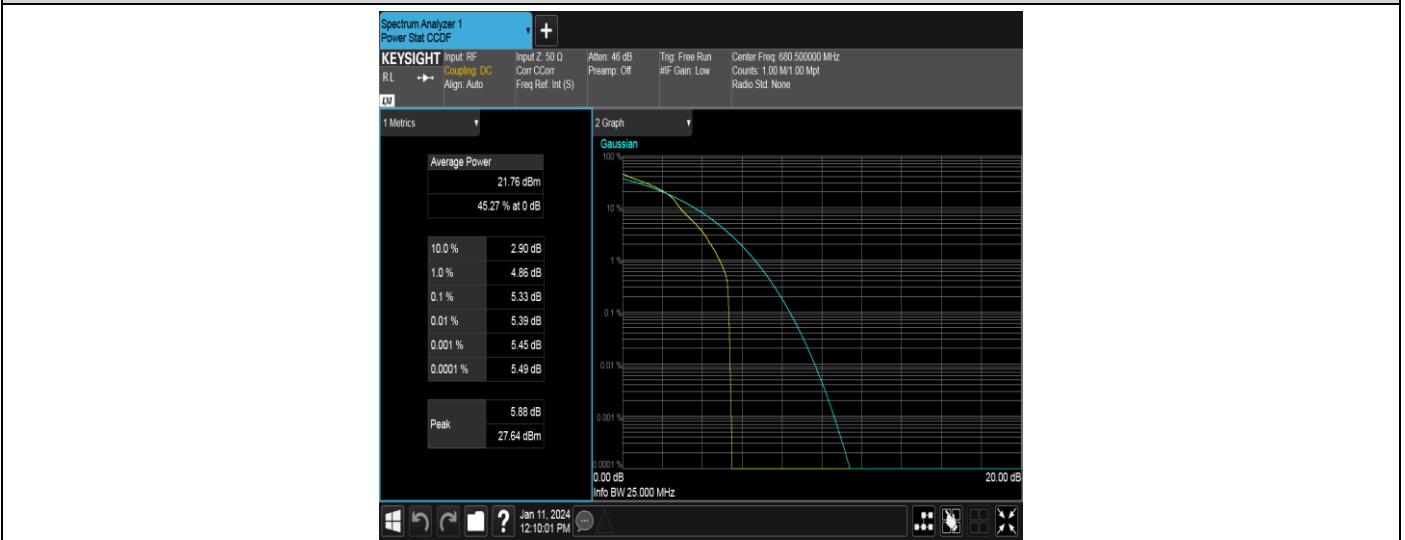 Spectrum Analyzer 1
Power Stat CCDF
+
KEYSIGHT
RL
LXI
Input: RF
Coupling: DC
Align: Auto
Input Z: 50 Ω
Corr CCorr
Freq Ref: Int (S)
Atten: 46 dB
Preamp: Off
Trig: Free Run
#IF Gain: Low
Center Freq: 680.500000 MHz
Counts: 1.00 M/1.00 Mpt
Radio Std: None
1 Metrics
Average Power
21.76 dBm
45.27 % at 0 dB
10.0 % 2.90 dB
1.0 % 4.86 dB
0.1 % 5.33 dB
0.01 % 5.39 dB
0.001 % 5.45 dB
0.0001 % 5.49 dB
Peak
5.88 dB
27.64 dBm
2 Graph
Gaussian
100 %
10 %
1 %
0.1 %
0.01 %
0.001 %
0.0001 %
0.00 dB 20.00 dB
Info BW 25.000 MHz
?
Jan 11, 2024
12:10:01 PM